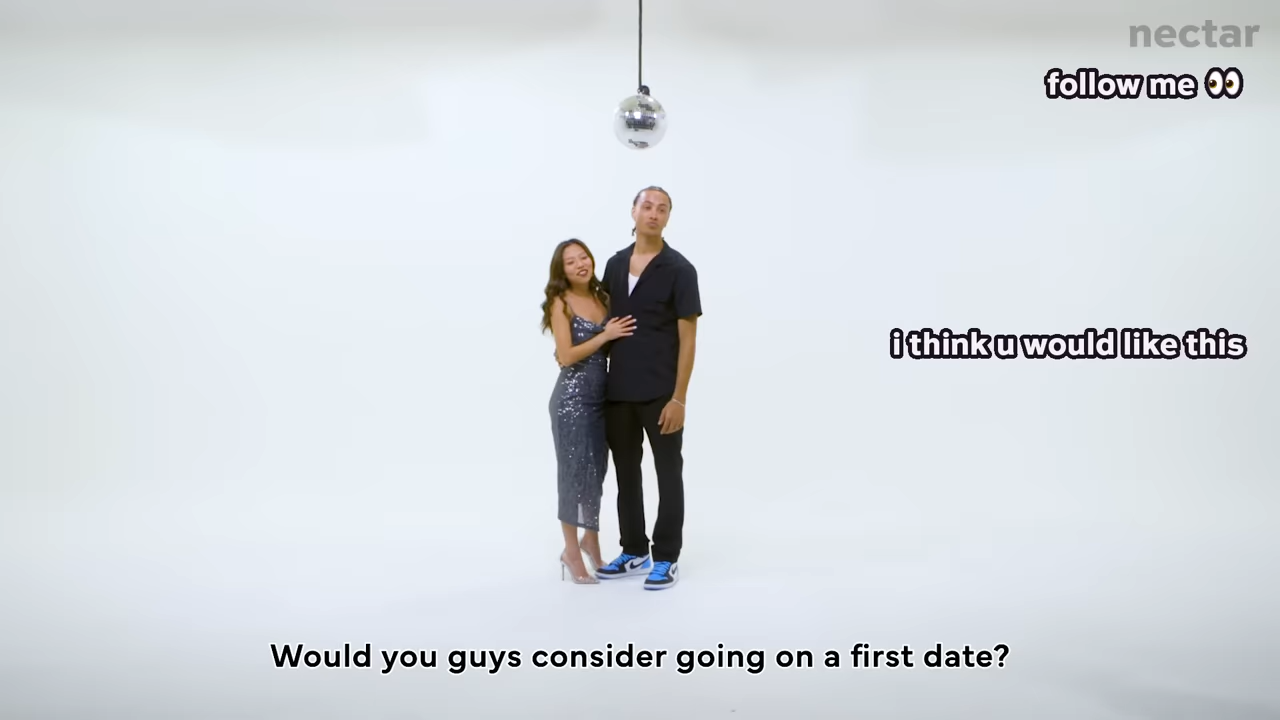 nectar
follow me 👀
i think u would like this
Would you guys consider going on a first date?